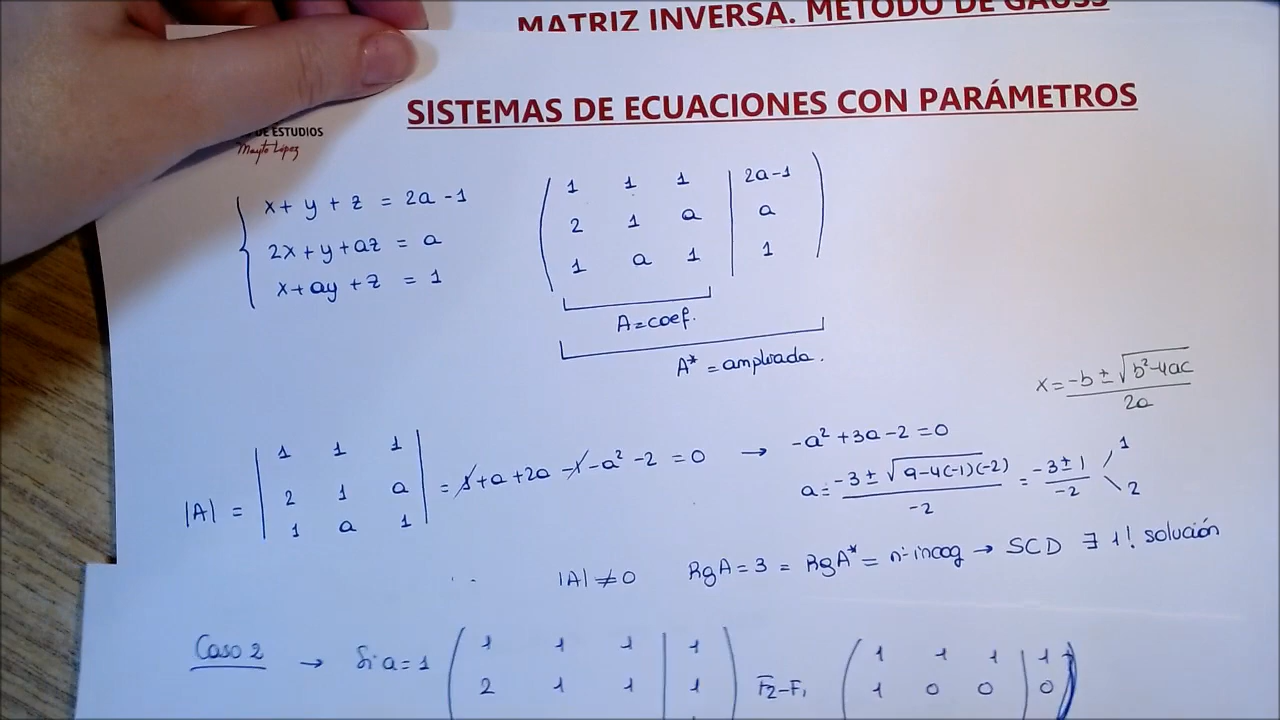 MATRIZ INVERSA. MÉTODO DE GAUSS
SISTEMAS DE ECUACIONES CON PARÁMETROS
DE ESTUDIOS
Mayte López
x + y + z = 2a - 1
2x + y + az = a
x + ay + z = 1
1 1 1 | 2a-1
2 1 a | a
1 a 1 | 1
A = coef.
A* = ampliada.
x = (-b ± √(b²-4ac)) / 2a
|A| = | 1 1 1 |
| 2 1 a |
| 1 a 1 |
= 1 + a + 2a - 1 - a² - 2 = 0 → -a² + 3a - 2 = 0
a = (-3 ± √(9-4(-1)(-2))) / -2 = (-3 ± 1) / -2
1
2
|A| ≠ 0 RgA = 3 = RgA* = nº incog → SCD ∃ 1! solución
Caso 2 → Si a = 1
1 1 1 | 1
2 1 1 | 1
F₂-F₁
1 1 1 | 1
1 0 0 | 0